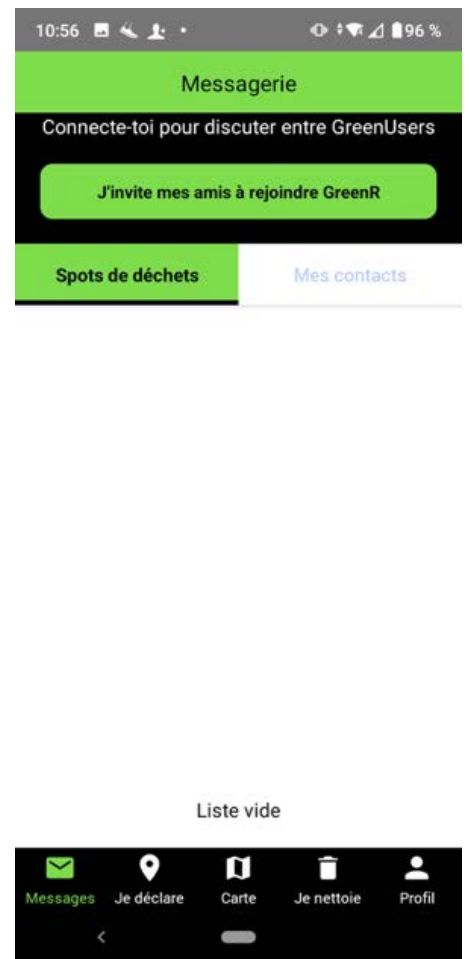 10:56 96 %
Messagerie
Connecte-toi pour discuter entre GreenUsers
J'invite mes amis à rejoindre GreenR
Spots de déchets Mes contacts
Liste vide
Messages Je déclare Carte Je nettoie Profil